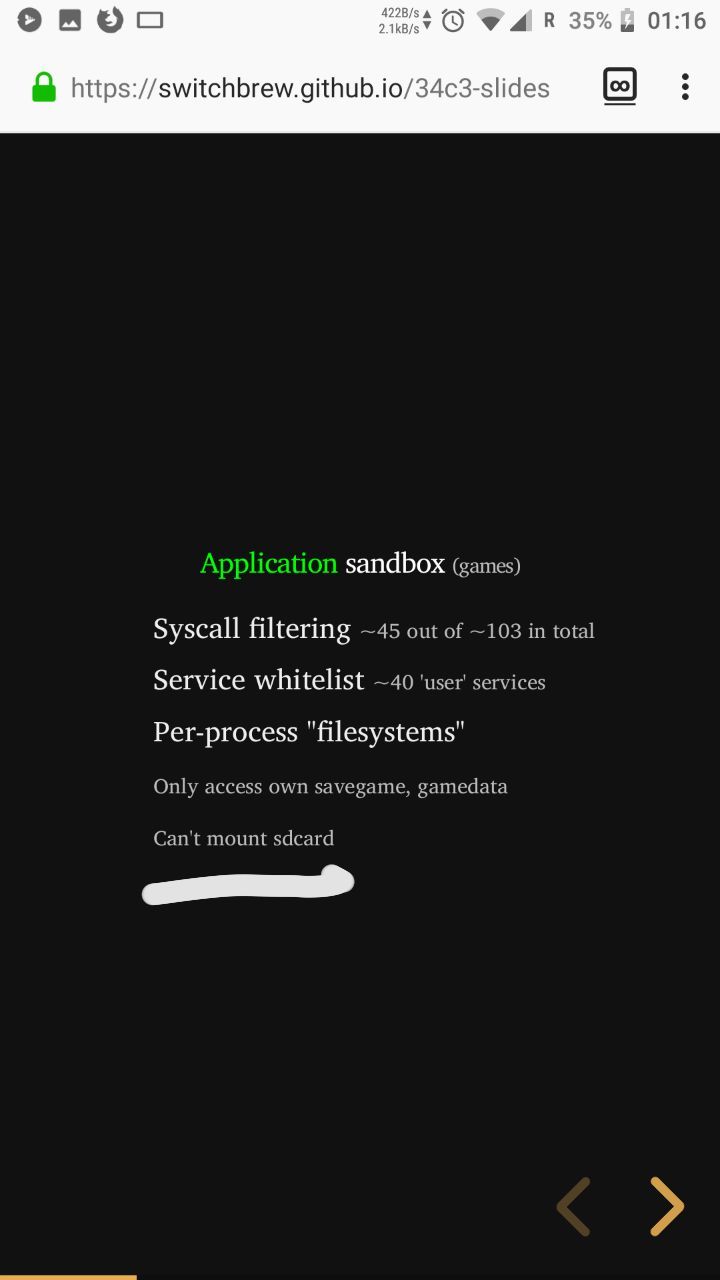 422B/s
2.1kB/s
R 35% 01:16
https://switchbrew.github.io/34c3-slides
Application sandbox (games)
Syscall filtering ~45 out of ~103 in total
Service whitelist ~40 'user' services
Per-process "filesystems"
Only access own savegame, gamedata
Can't mount sdcard